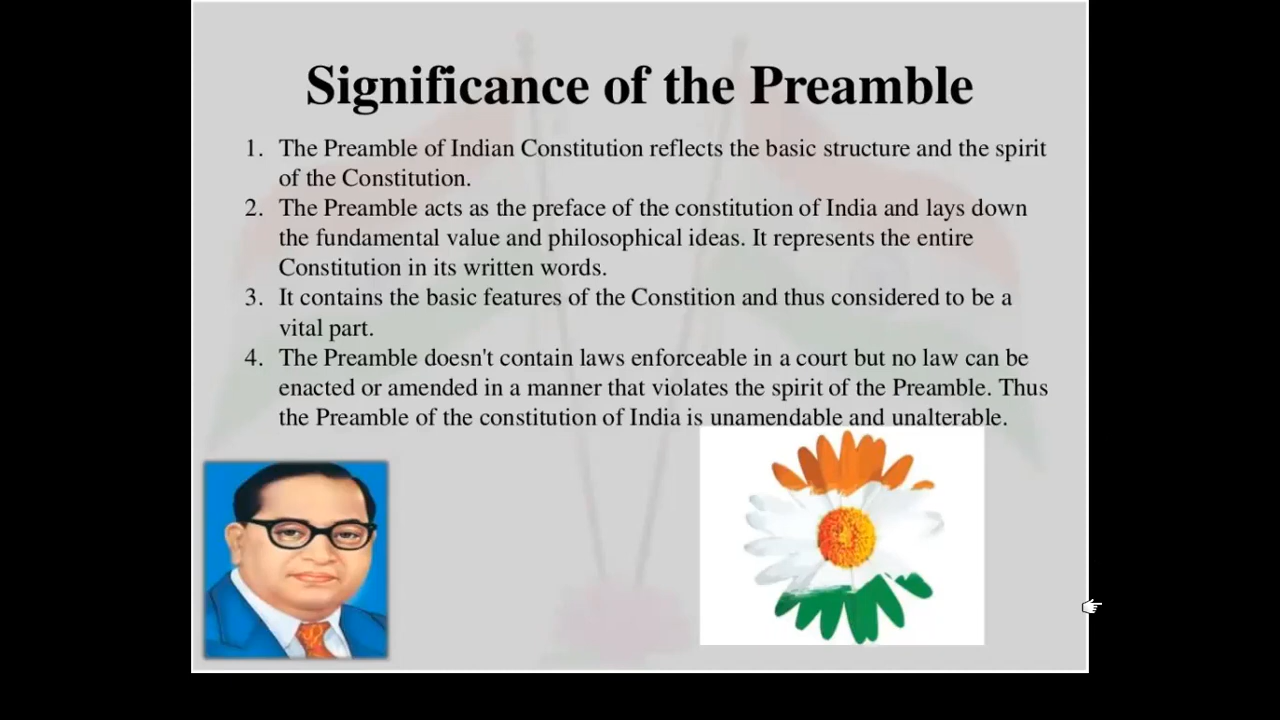 Significance of the Preamble
1. The Preamble of Indian Constitution reflects the basic structure and the spirit
of the Constitution.
2. The Preamble acts as the preface of the constitution of India and lays down
the fundamental value and philosophical ideas. It represents the entire
Constitution in its written words.
3. It contains the basic features of the Constition and thus considered to be a
vital part.
4. The Preamble doesn't contain laws enforceable in a court but no law can be
enacted or amended in a manner that violates the spirit of the Preamble. Thus
the Preamble of the constitution of India is unamendable and unalterable.